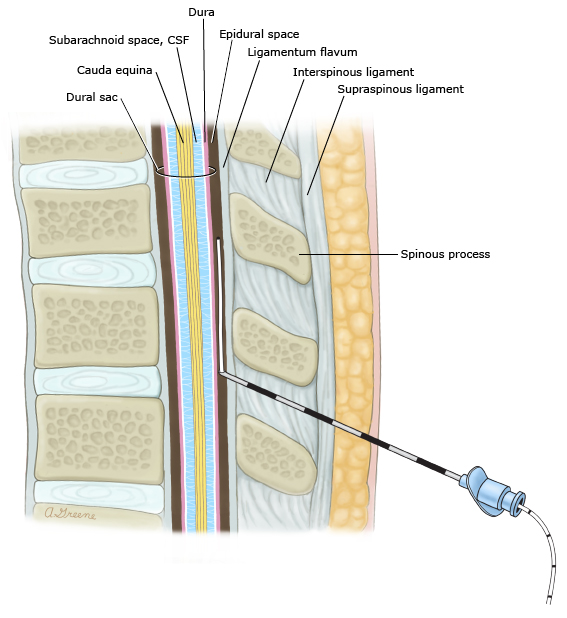 Dura
Epidural space
Subarachnoid space, CSF
Ligamentum flavum
Cauda equina
Interspinous ligament
Supraspinous ligament
Dural sac
Spinous process
A.Greene